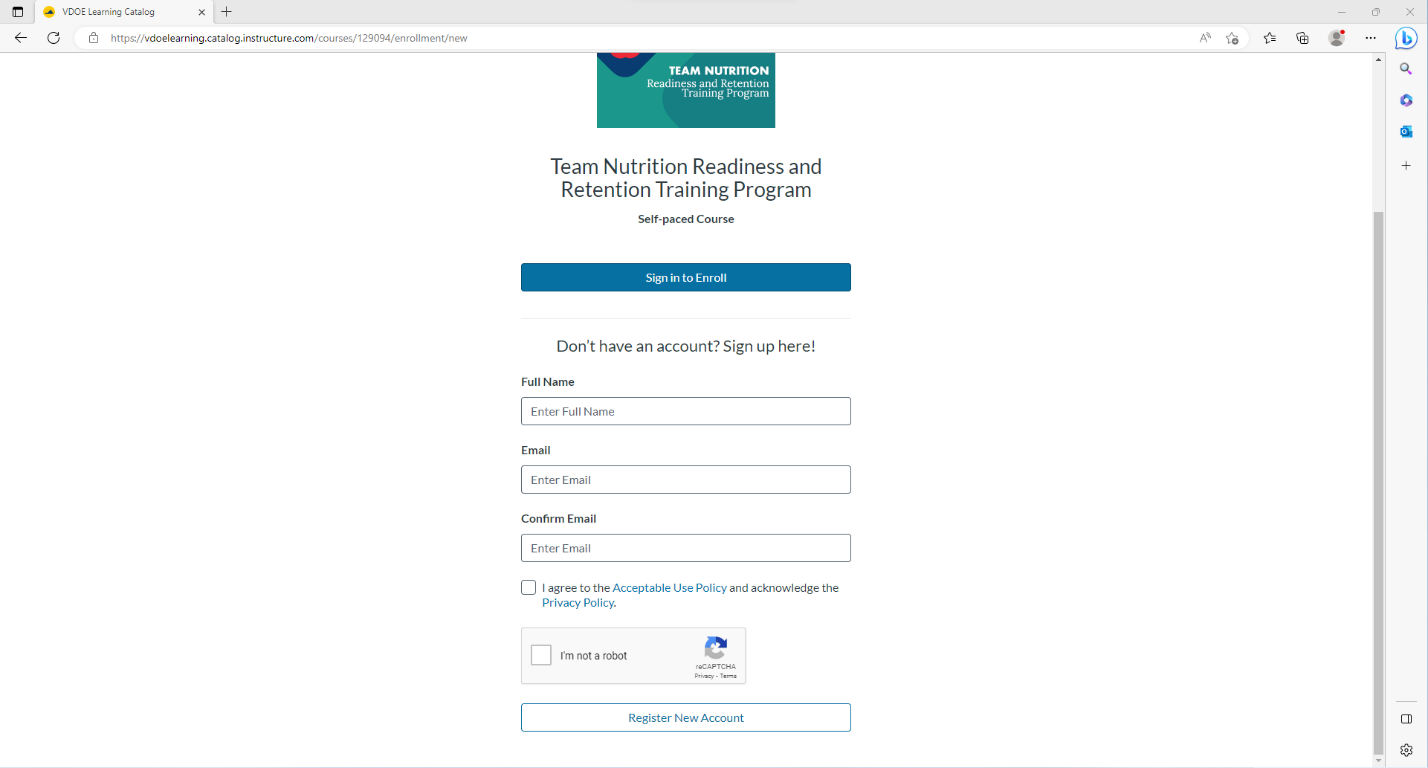 VDOE Learning Catalog
https://vdoelearning.catalog.instructure.com/courses/129094/enrollment/new
TEAM NUTRITION
Readiness and Retention
Training Program
Team Nutrition Readiness and
Retention Training Program
Self-paced Course
Sign in to Enroll
Don't have an account? Sign up here!
Full Name
Enter Full Name
Email
Enter Email
Confirm Email
Enter Email
I agree to the Acceptable Use Policy and acknowledge the
Privacy Policy.
I'm not a robot
reCAPTCHA
Privacy - Terms
Register New Account